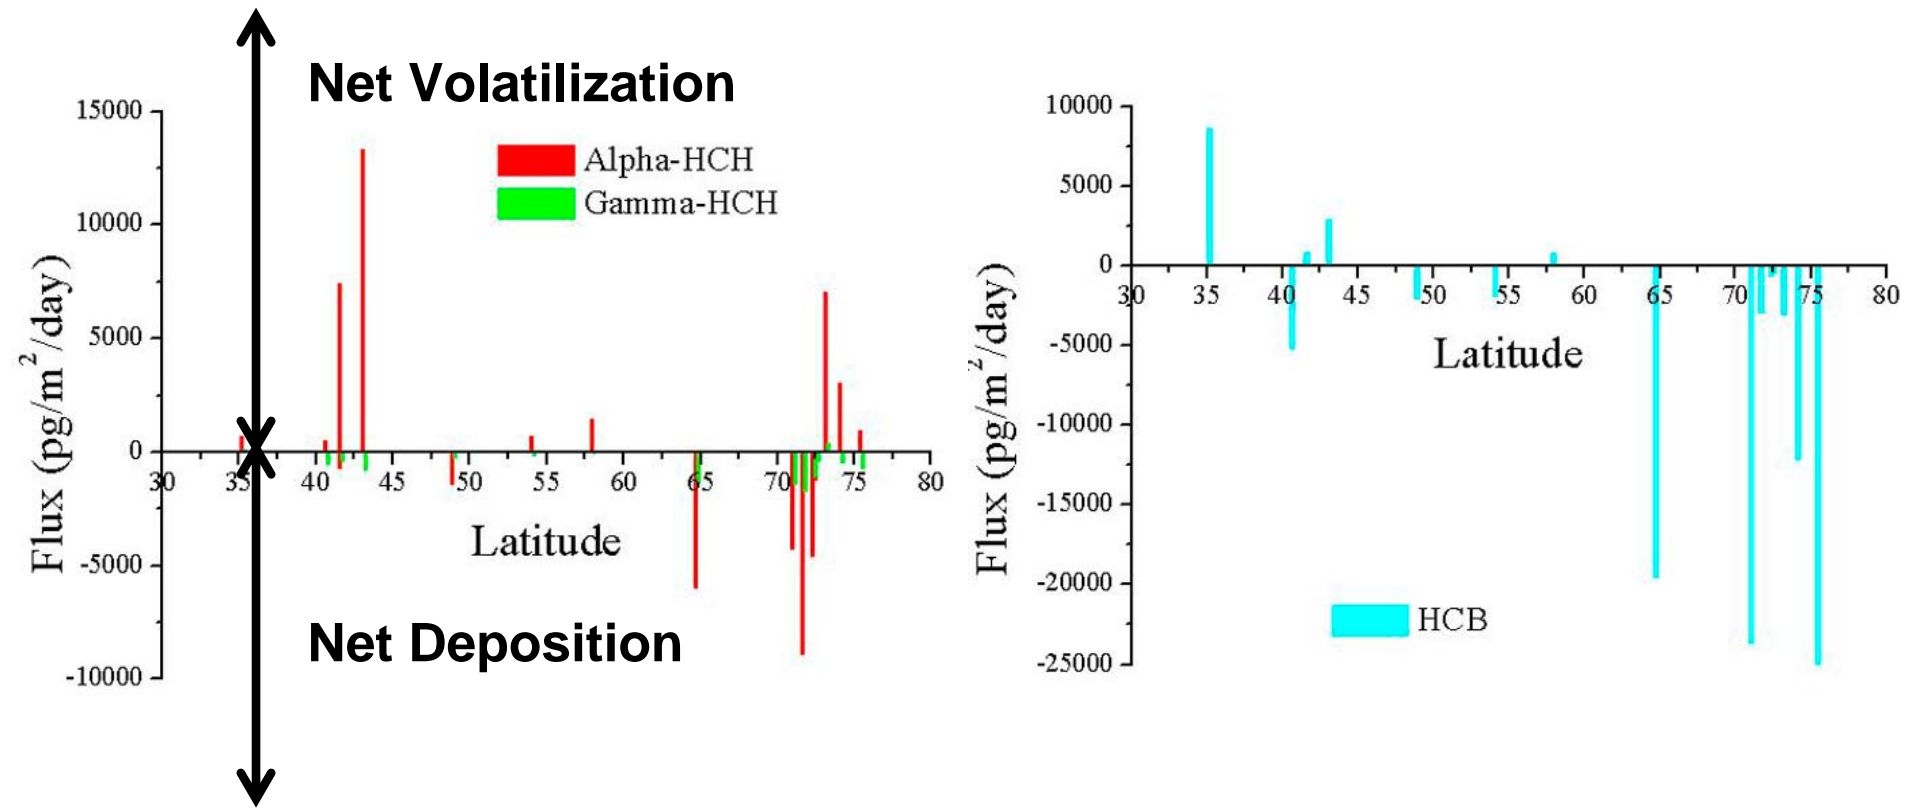 Net Volatilization
15000
10000
5000
0
-5000
-10000
Flux (pg/m²/day)
Alpha-HCH
Gamma-HCH
30 35 40 45 50 55 60 65 70 75 80
Latitude
Net Deposition
10000
5000
0
-5000
-10000
-15000
-20000
-25000
Flux (pg/m²/day)
30 35 40 45 50 55 60 65 70 75 80
Latitude
HCB